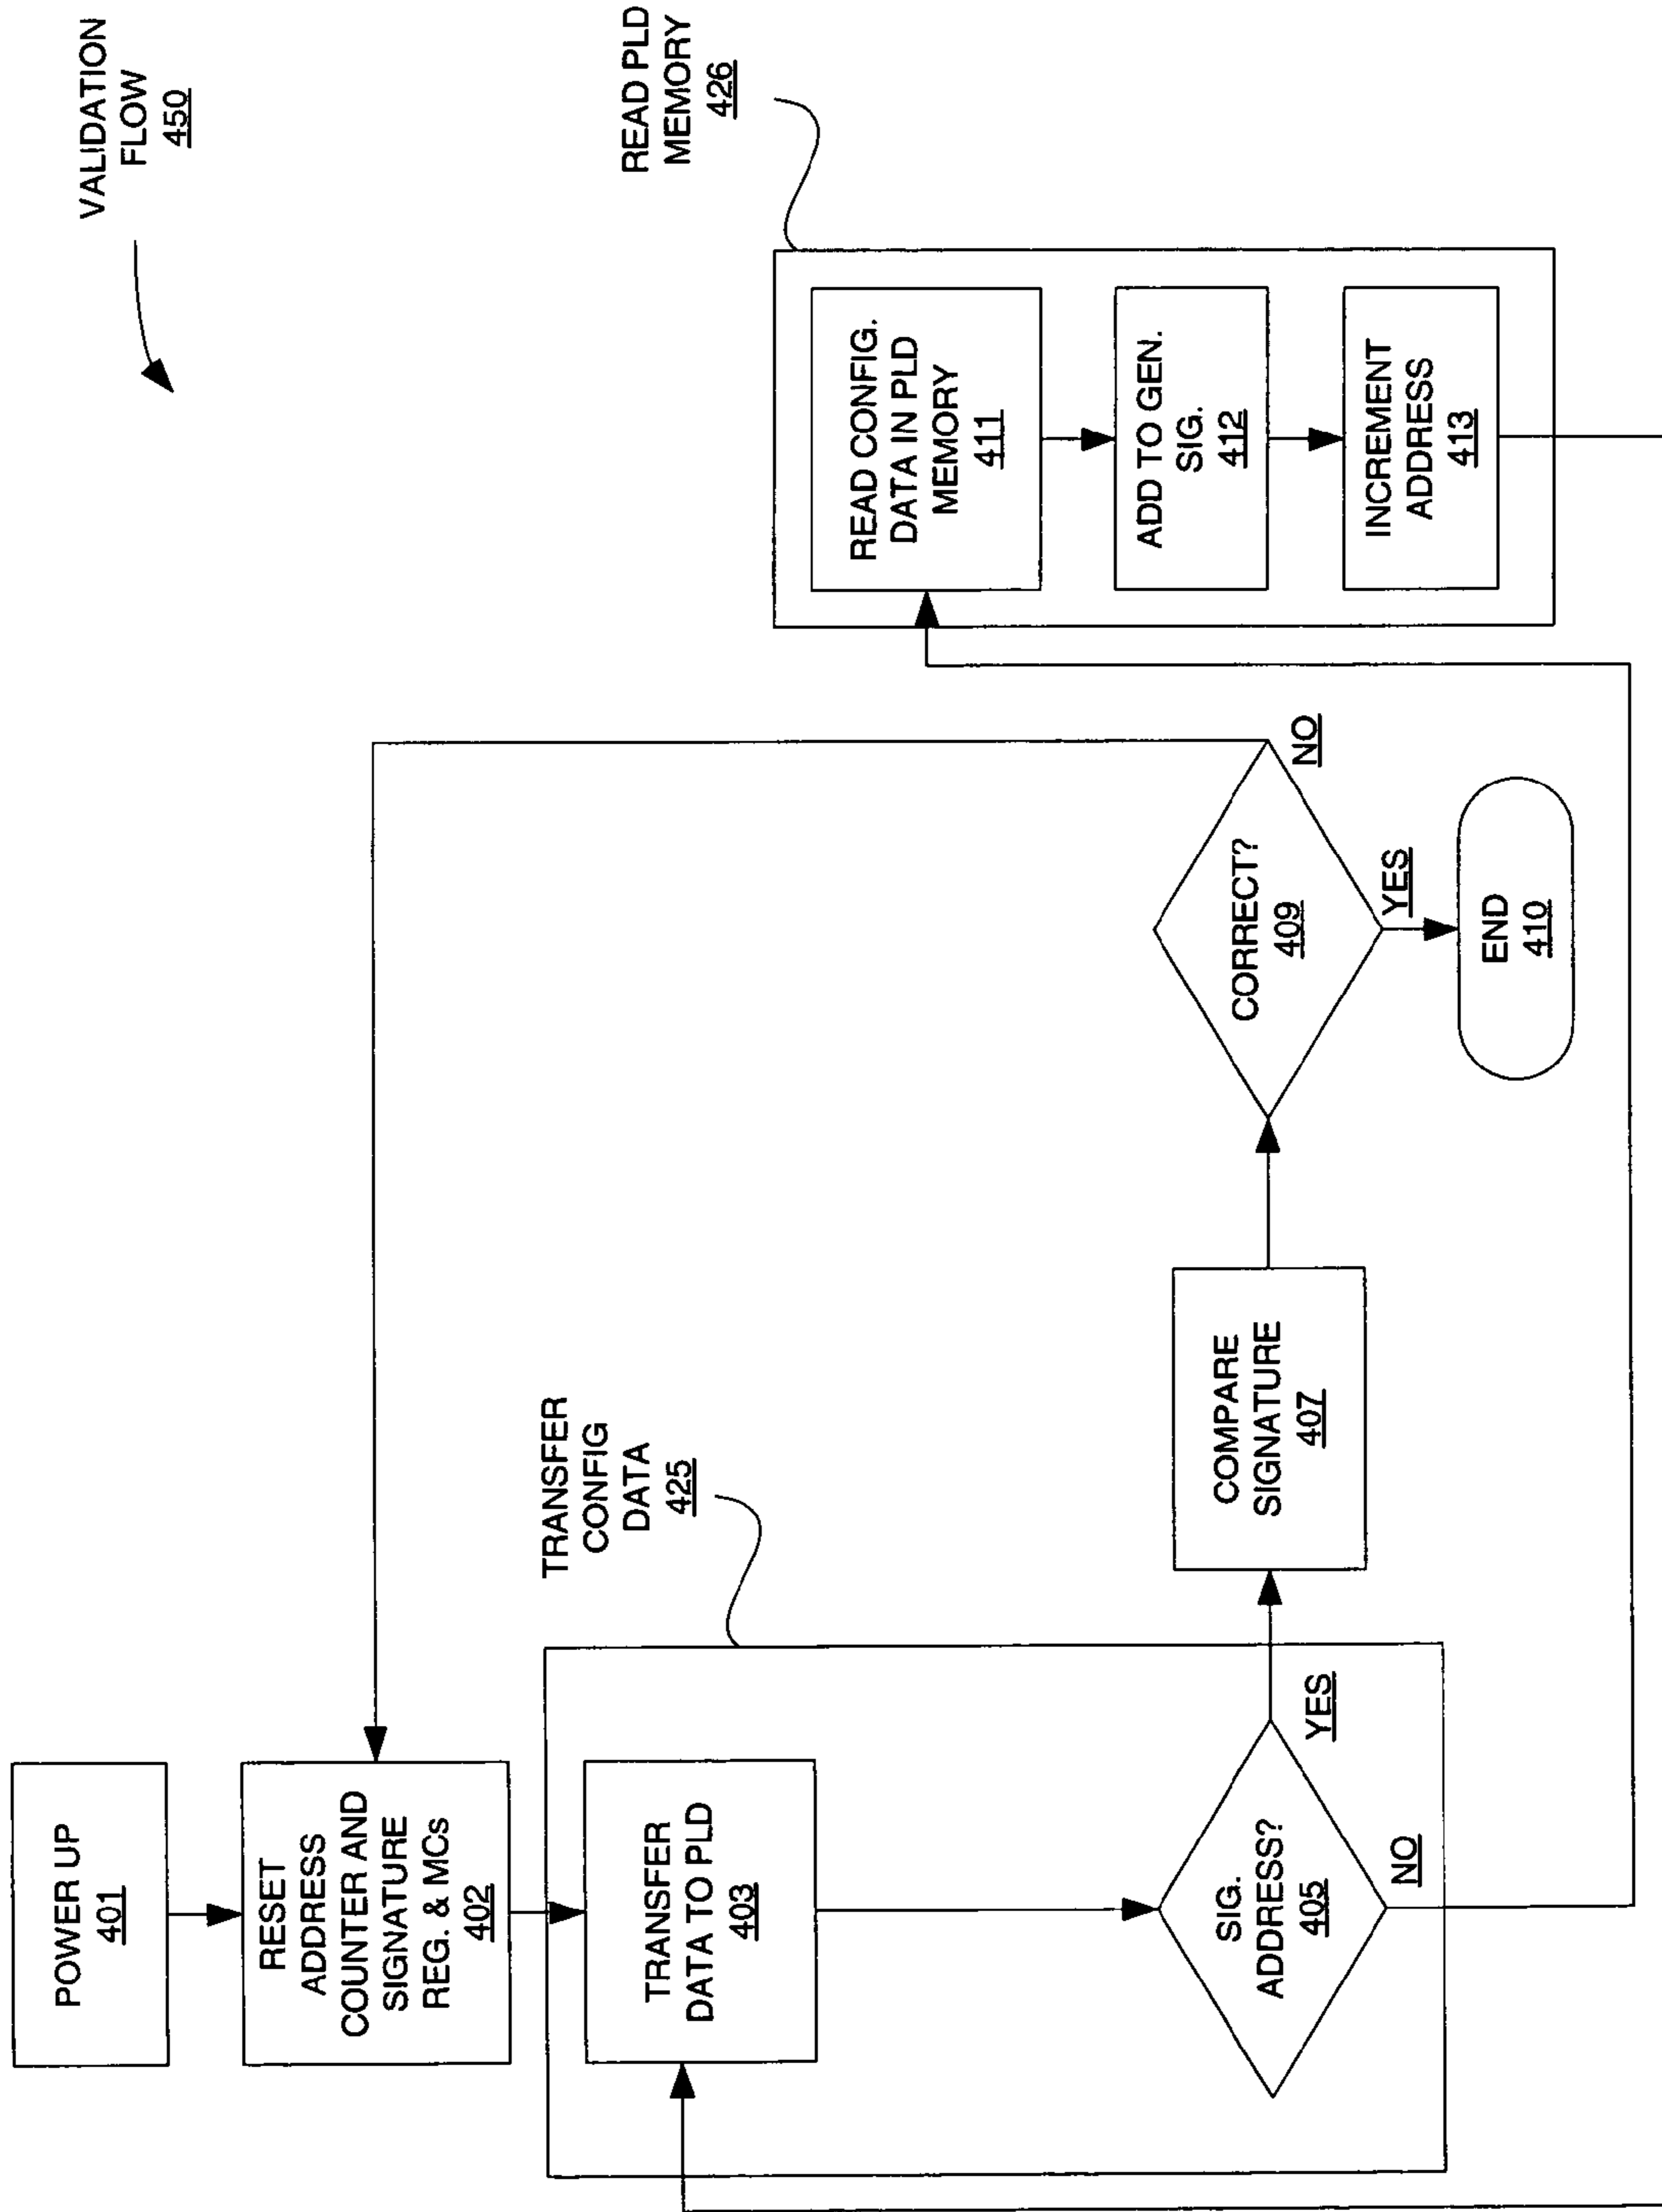 VALIDATION
FLOW
450
POWER UP
401
RESET
ADDRESS
COUNTER AND
SIGNATURE
REG. & MCs
402
TRANSFER
CONFIG
DATA
425
TRANSFER
DATA TO PLD
403
SIG.
ADDRESS?
405
YES
NO
COMPARE
SIGNATURE
407
CORRECT?
409
NO
YES
END
410
READ PLD
MEMORY
426
READ CONFIG.
DATA IN PLD
MEMORY
411
ADD TO GEN.
SIG.
412
INCREMENT
ADDRESS
413